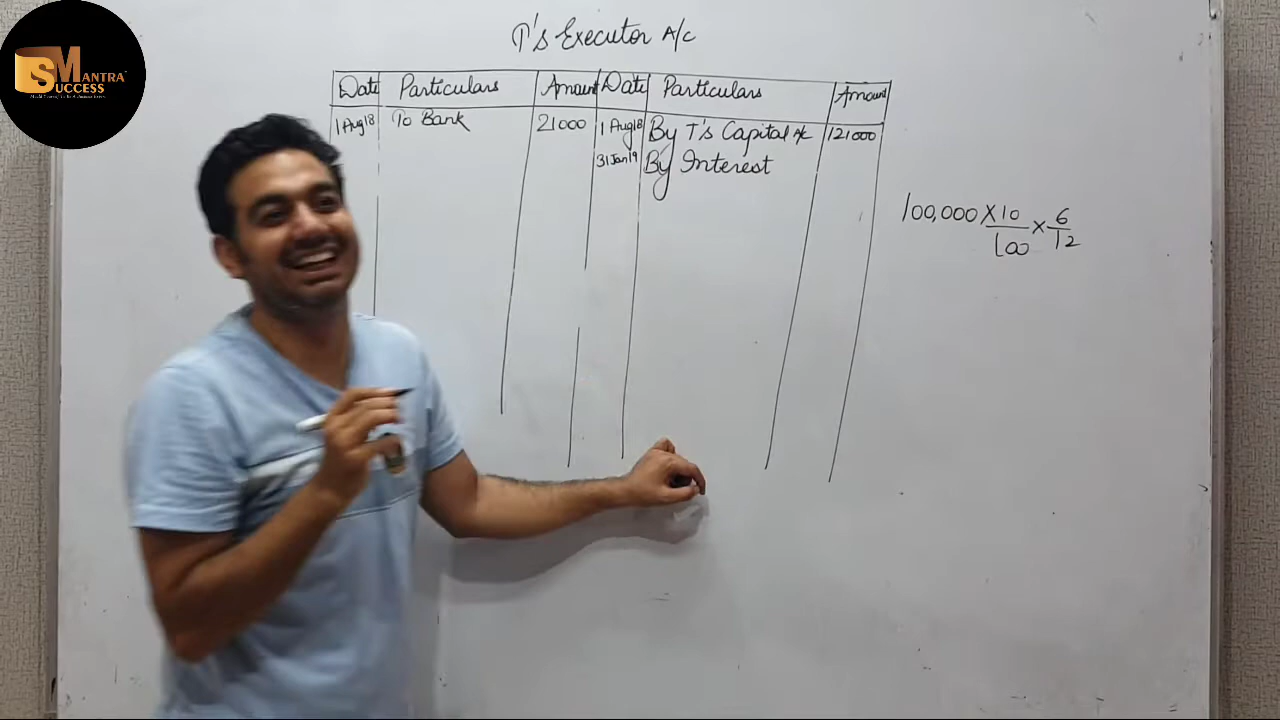 SM
MANTRA
SUCCESS
T's Executor A/c
Date Particulars Amount Date Particulars Amount
1 Aug 18 To Bank 21000 1 Aug 18 By T's Capital A/c 121000
31 Jan 19 By Interest
100,000 X 10/100 × 6/12